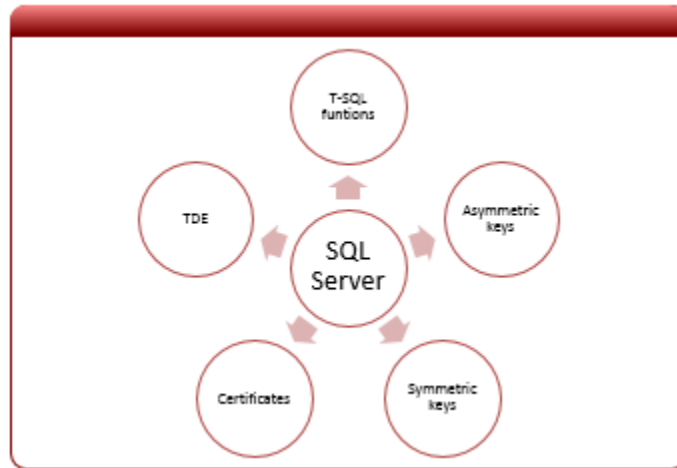 T-SQL
funtions
TDE
Asymmetric
keys
SQL
Server
Certificates
Symmetric
keys